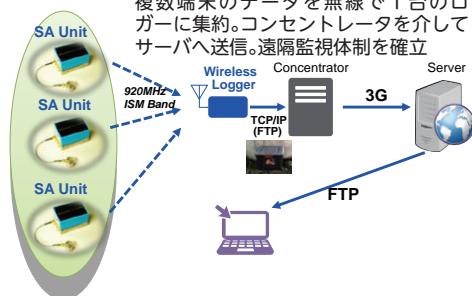 複数端末のデータを無線で1台のロ
ガーに集約。コンセントレータを介して
サーバへ送信。遠隔監視体制を確立
SA Unit
SA Unit
SA Unit
920MHz
ISM Band
Wireless
Logger
TCP/IP
(FTP)
Concentrator
3G
Server
FTP